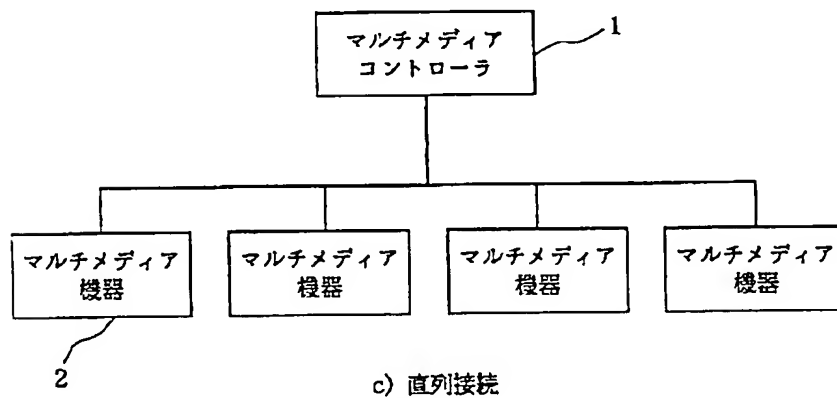 マルチメディア
コントローラ
1
マルチメディア
機器
マルチメディア
機器
マルチメディア
機器
マルチメディア
機器
2
c) 直列接続